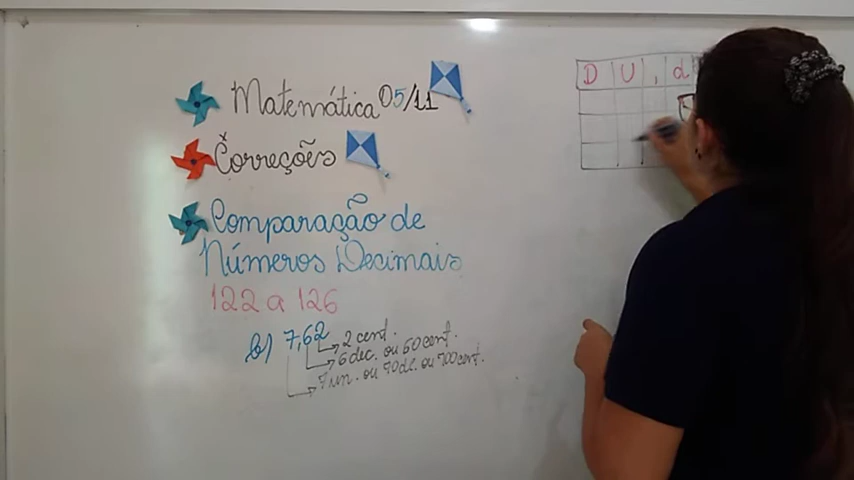 Matemática 05/11
Correções
Comparação de
Números Decimais
122 a 126
b) 7,62
2 cent.
6 dec. ou 60 cent.
7 un. ou 70 dc. ou 700 cent.
D U , d